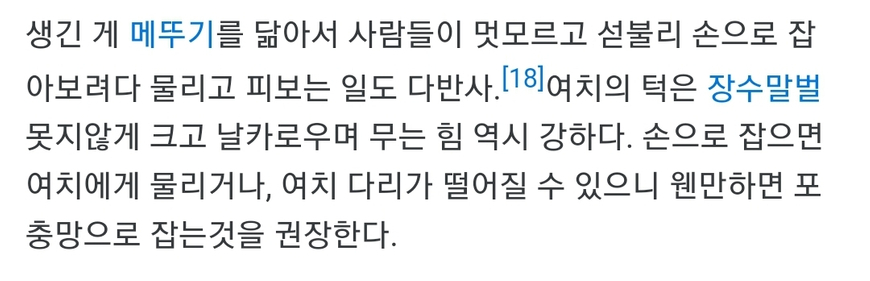 생긴 게 메뚜기를 닮아서 사람들이 멋모르고 섣불리 손으로 잡
아보려다 물리고 피보는 일도 다반사.[18]여치의 턱은 장수말벌
못지않게 크고 날카로우며 무는 힘 역시 강하다. 손으로 잡으면
여치에게 물리거나, 여치 다리가 떨어질 수 있으니 웬만하면 포
충망으로 잡는것을 권장한다.